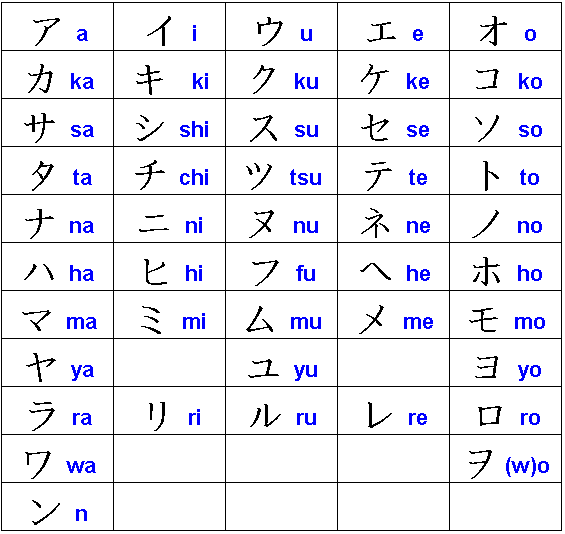 ア a イ i ウ u エ e オ o
カ ka キ ki ク ku ケ ke コ ko
サ sa シ shi ス su セ se ソ so
タ ta チ chi ツ tsu テ te ト to
ナ na ニ ni ヌ nu ネ ne ノ no
ハ ha ヒ hi フ fu ヘ he ホ ho
マ ma ミ mi ム mu メ me モ mo
ヤ ya ユ yu ヨ yo
ラ ra リ ri ル ru レ re ロ ro
ワ wa ヲ (w)o
ン n